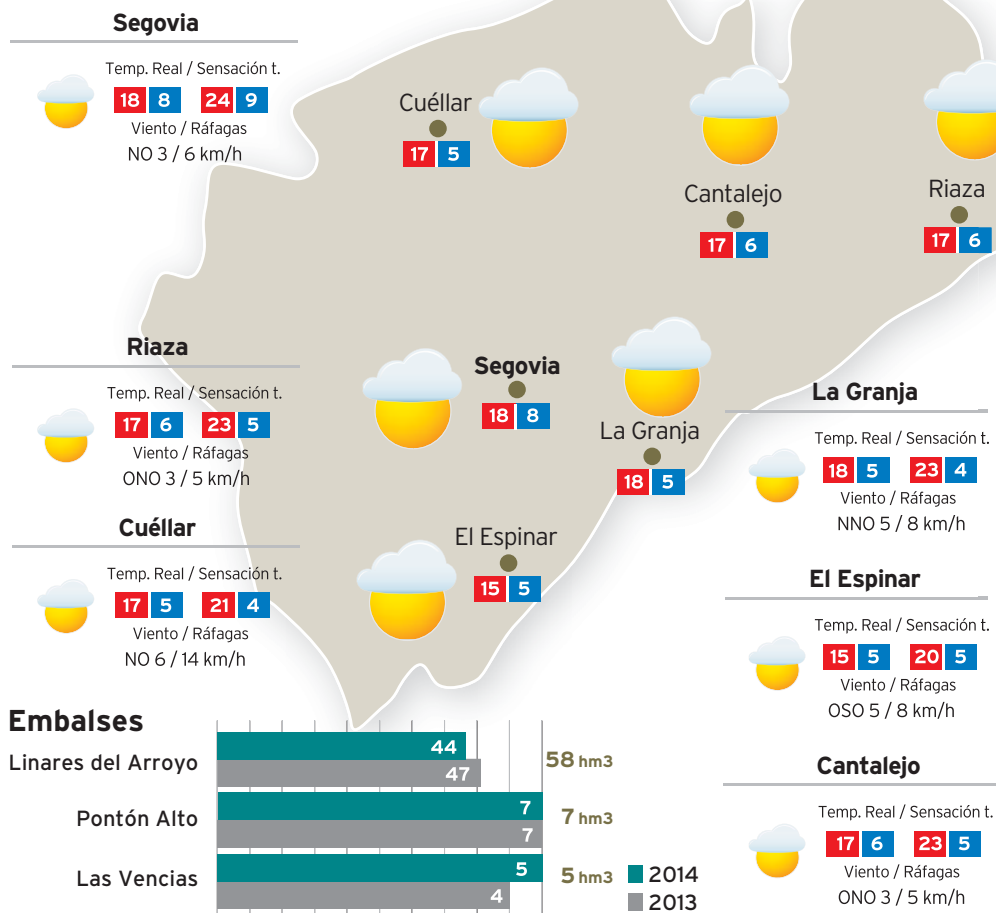 Segovia
Temp. Real / Sensación t.
18 8 24 9
Viento / Ráfagas
NO 3 / 6 km/h
Cuéllar
17 5
Cantalejo
17 6
Riaza
17 6
Riaza
Temp. Real / Sensación t.
17 6 23 5
Viento / Ráfagas
ONO 3 / 5 km/h
Segovia
18 8
La Granja
18 5
La Granja
Temp. Real / Sensación t.
18 5 23 4
Viento / Ráfagas
NNO 5 / 8 km/h
Cuéllar
Temp. Real / Sensación t.
17 5 21 4
Viento / Ráfagas
NO 6 / 14 km/h
El Espinar
15 5
El Espinar
Temp. Real / Sensación t.
15 5 20 5
Viento / Ráfagas
OSO 5 / 8 km/h
Cantalejo
Temp. Real / Sensación t.
17 6 23 5
Viento / Ráfagas
ONO 3 / 5 km/h
Embalses
Linares del Arroyo 44 58 hm3
47
Pontón Alto 7 7 hm3
7
Las Vencias 5 5 hm3
4
2014
2013